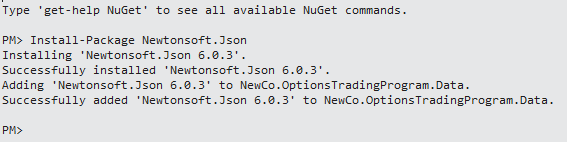 Type 'get-help NuGet' to see all available NuGet commands.
PM> Install-Package Newtonsoft.Json
Installing 'Newtonsoft.Json 6.0.3'.
Successfully installed 'Newtonsoft.Json 6.0.3'.
Adding 'Newtonsoft.Json 6.0.3' to NewCo.OptionsTradingProgram.Data.
Successfully added 'Newtonsoft.Json 6.0.3' to NewCo.OptionsTradingProgram.Data.
PM>